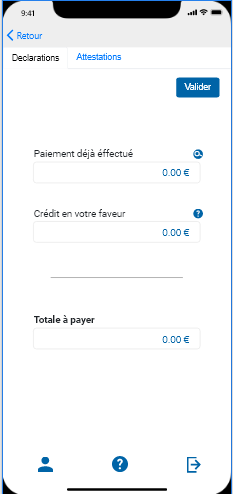 9:41
Retour
Declarations Attestations
Valider
Paiement déjà éffectué
0.00 €
Crédit en votre faveur ?
0.00 €
Totale à payer
0.00 €
?